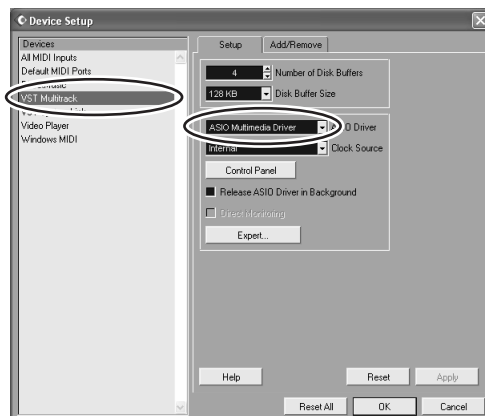 Device Setup
Devices
All MIDI Inputs
Default MIDI Ports
VST Multitrack
Video Player
Windows MIDI
Setup
Add/Remove
4
Number of Disk Buffers
128 KB
Disk Buffer Size
ASIO Multimedia Driver
Driver
Internal
Clock Source
Control Panel
Release ASIO Driver in Background
Direct Monitoring
Expert...
Help
Reset
Apply
Reset All
OK
Cancel